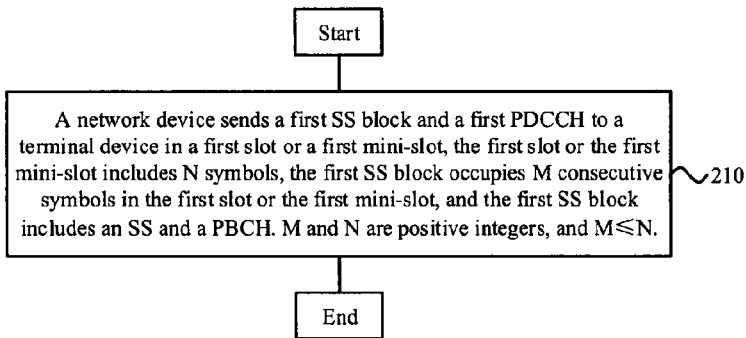 Start
A network device sends a first SS block and a first PDCCH to a
terminal device in a first slot or a first mini-slot, the first slot or the first
mini-slot includes N symbols, the first SS block occupies M consecutive
symbols in the first slot or the first mini-slot, and the first SS block
includes an SS and a PBCH. M and N are positive integers, and M⩽N.
210
End